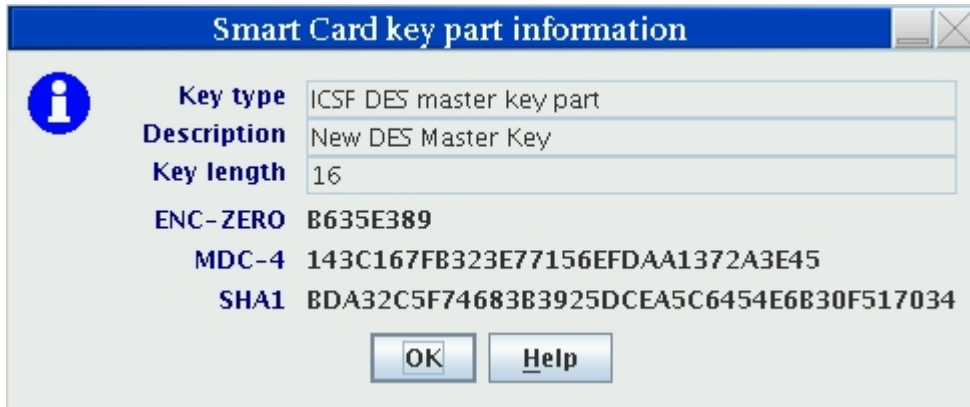 Smart Card key part information
Key type ICSF DES master key part
Description New DES Master Key
Key length 16
ENC-ZERO B635E389
MDC-4 143C167FB323E77156EFDAA1372A3E45
SHA1 BDA32C5F74683B3925DCEA5C6454E6B30F517034
OK Help